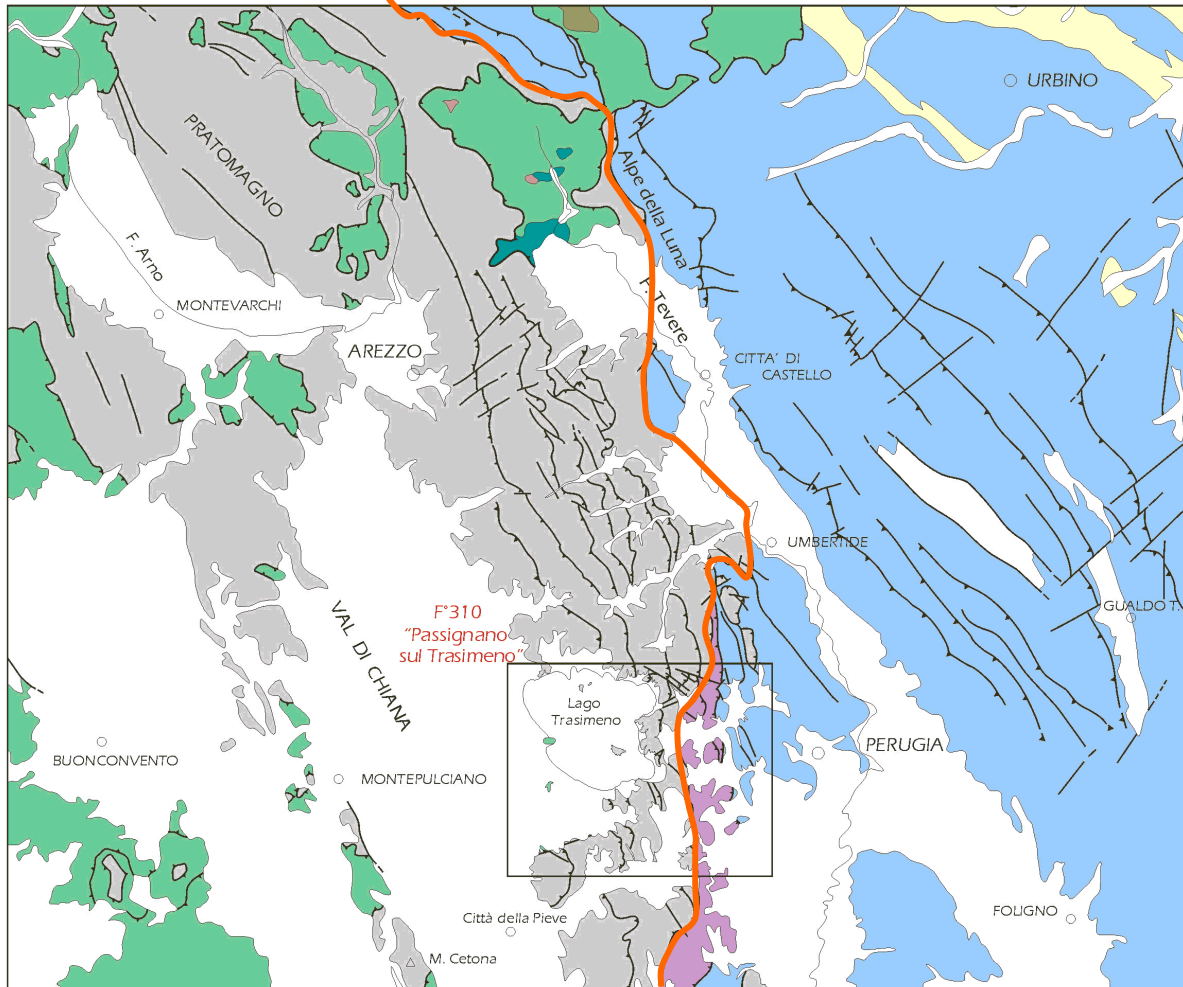 URBINO
PRATOMAGNO
Alpe della Luna
F. Arno
F. Tevere
MONTEVARCHI
AREZZO
CITTA' DI
CASTELLO
UMBERTIDE
GUALDO T.
F°310
"Passignano
sul Trasimeno"
VAL DI CHIANA
Lago
Trasimeno
PERUGIA
BUONCONVENTO
MONTEPULCIANO
FOLIGNO
Città della Pieve
M. Cetona